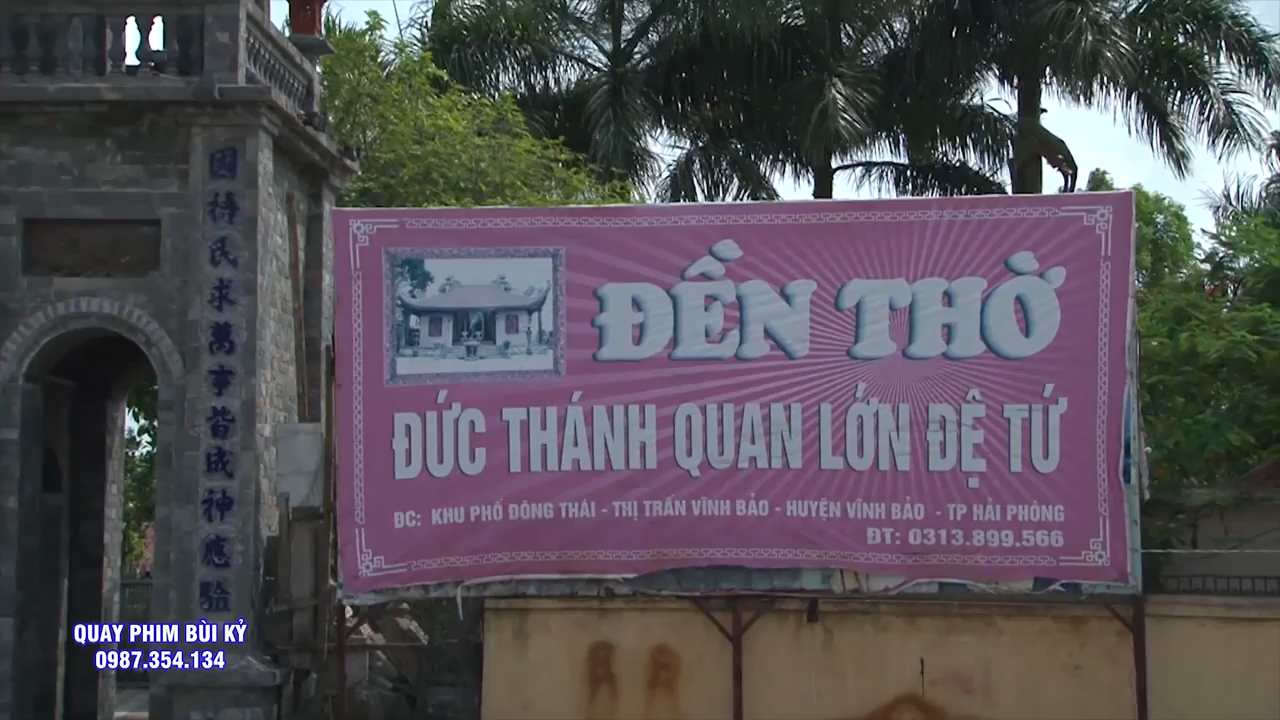 國禱民求萬事皆成神應驗
ĐỀN THỜ
ĐỨC THÁNH QUAN LỚN ĐỆ TỨ
ĐC: KHU PHỐ ĐÔNG THÁI - THỊ TRẤN VĨNH BẢO - HUYỆN VĨNH BẢO - TP HẢI PHÒNG
ĐT: 0313.899.566
QUAY PHIM BÙI KỶ
0987.354.134